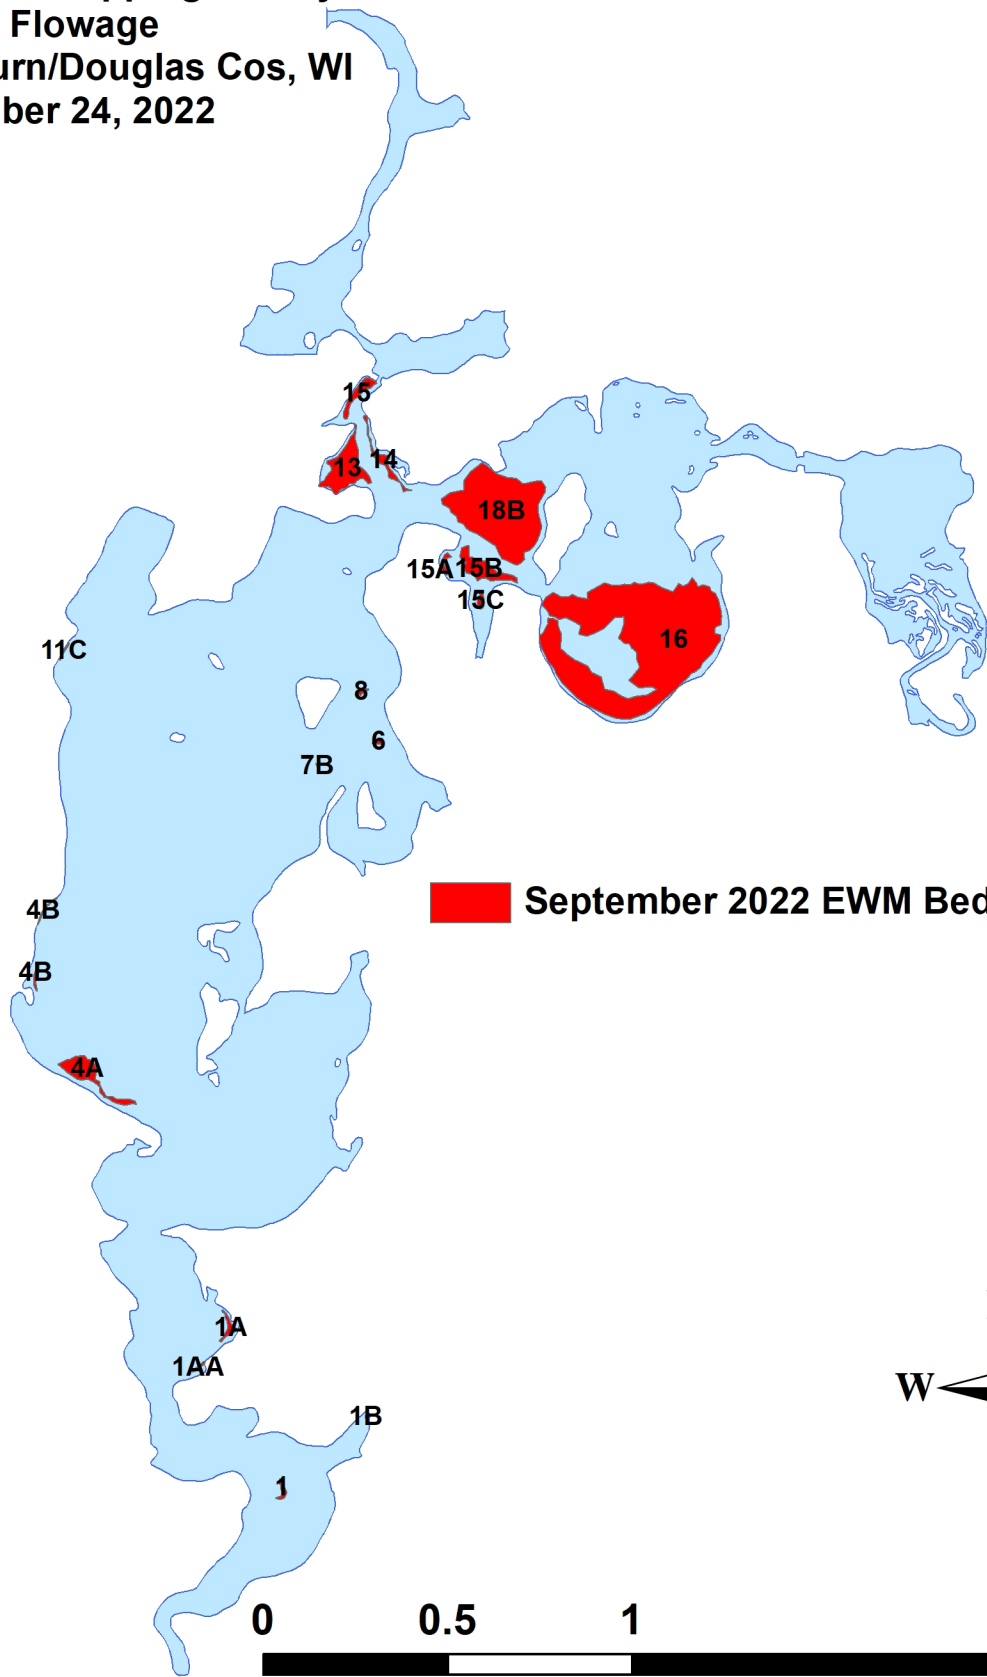 Flowage
urn/Douglas Cos, WI
ber 24, 2022
15
14
13
18B
15A
15B
15C
16
11C
8
6
7B
4B
September 2022 EWM Bed
4B
4A
1A
1AA
W
1B
1
0 0.5 1